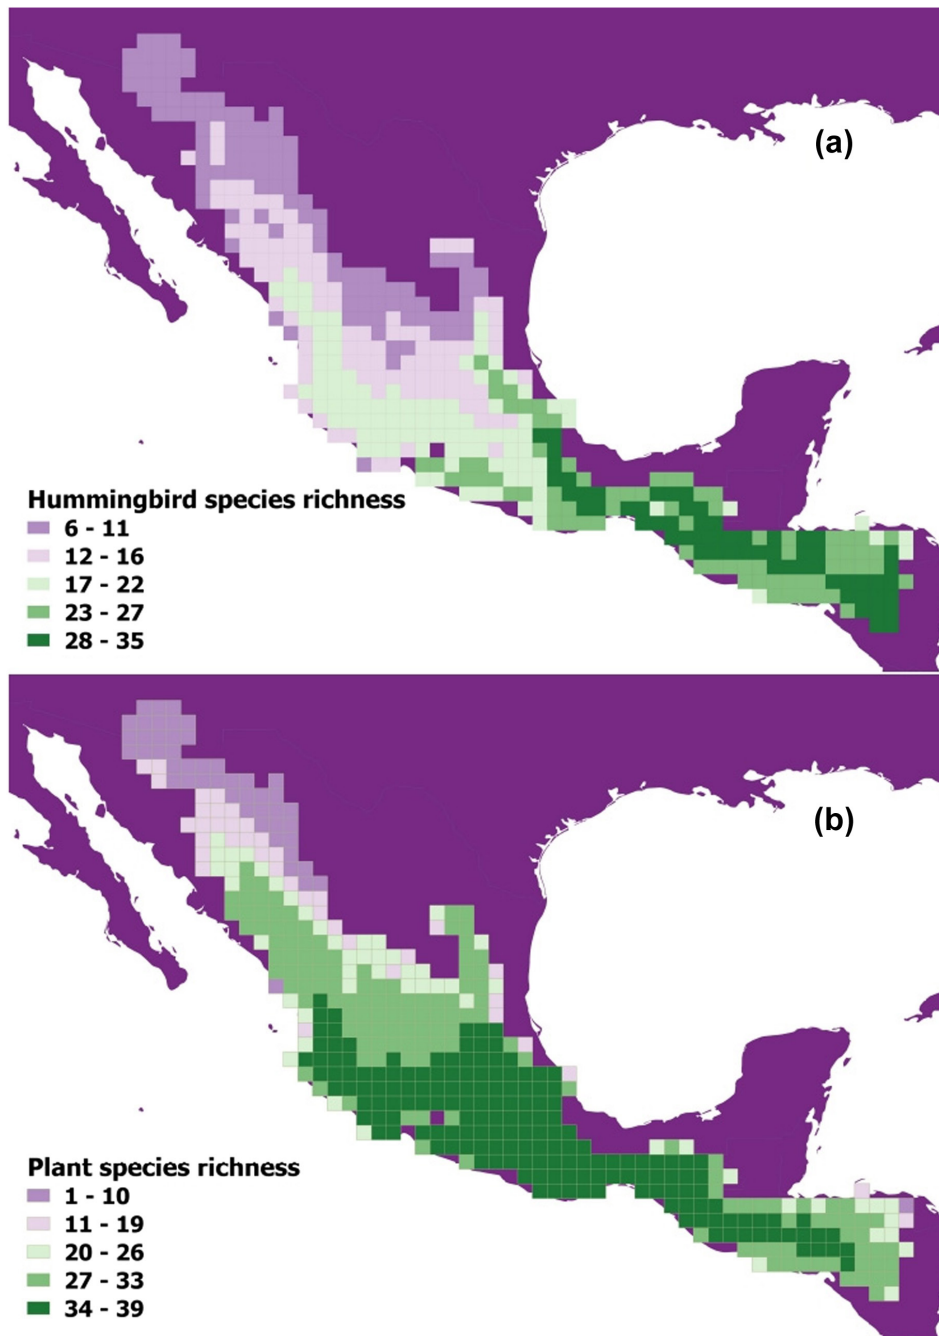 (a)
Hummingbird species richness
6 - 11
12 - 16
17 - 22
23 - 27
28 - 35
(b)
Plant species richness
1 - 10
11 - 19
20 - 26
27 - 33
34 - 39